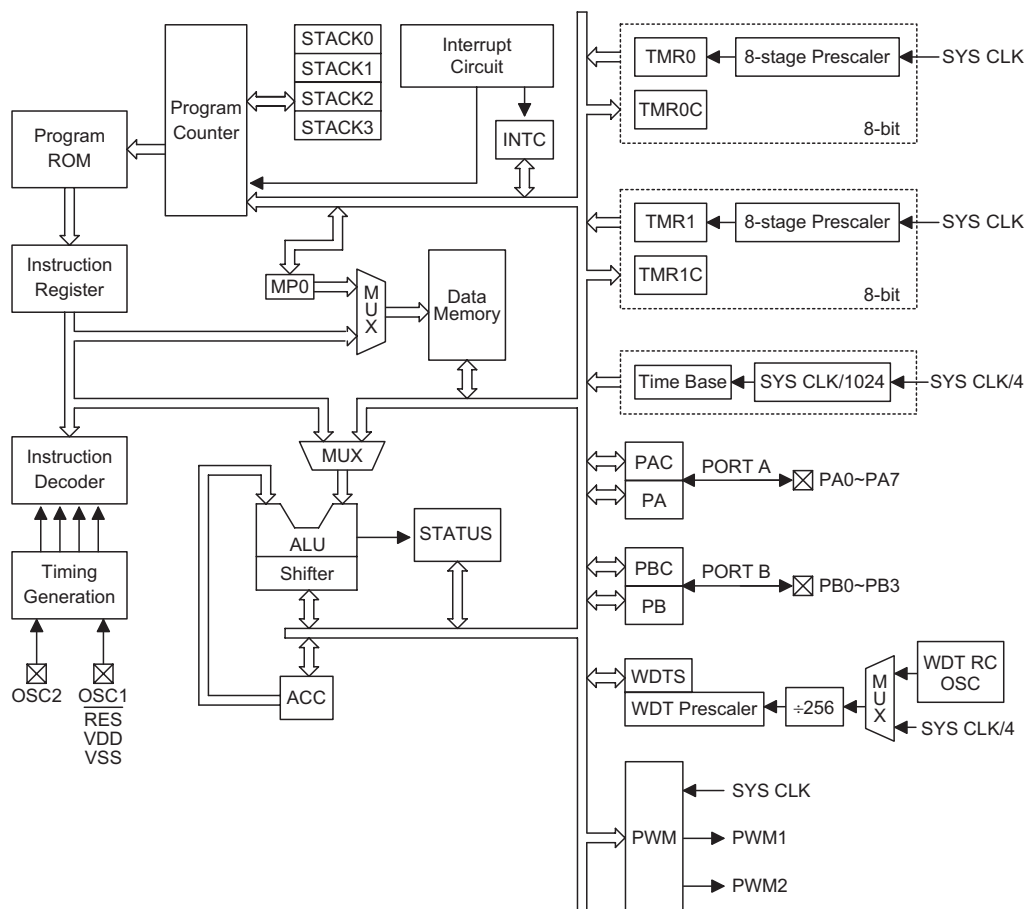 STACK0
STACK1
STACK2
STACK3
Program
Counter
Program
ROM
Interrupt
Circuit
INTC
Instruction
Register
MP0
MUX
Data
Memory
Instruction
Decoder
MUX
ALU
Shifter
STATUS
Timing
Generation
ACC
OSC2
OSC1
RES
VDD
VSS
TMR0
8-stage Prescaler
SYS CLK
TMR0C
8-bit
TMR1
8-stage Prescaler
SYS CLK
TMR1C
8-bit
Time Base
SYS CLK/1024
SYS CLK/4
PAC
PA
PORT A
PA0~PA7
PBC
PB
PORT B
PB0~PB3
WDTS
WDT Prescaler
÷256
MUX
WDT RC
OSC
SYS CLK/4
PWM
SYS CLK
PWM1
PWM2